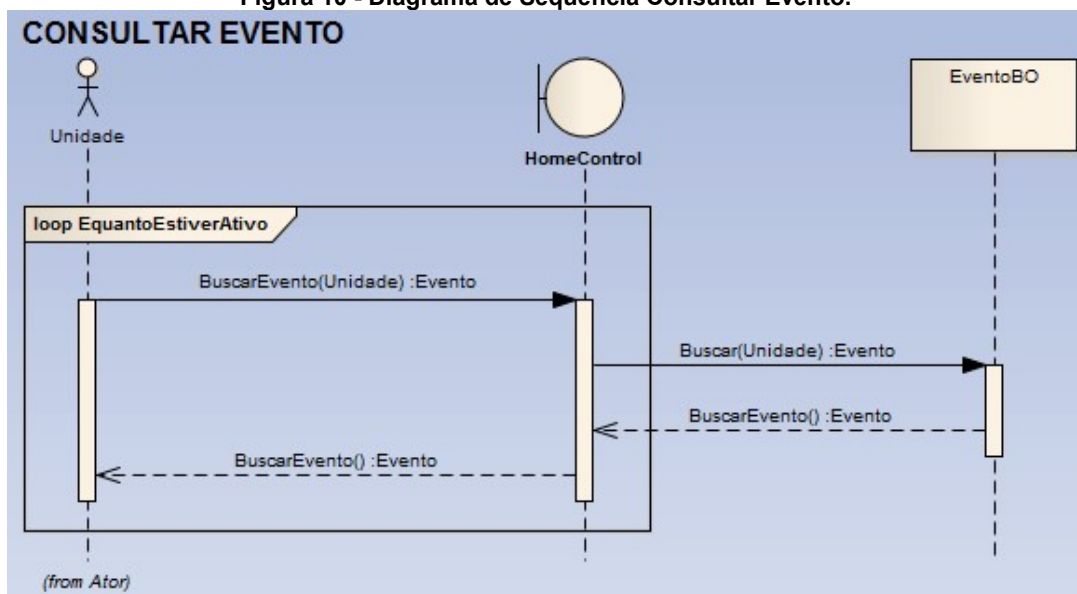 Figura 10 - Diagrama de Sequência Consultar Evento.
CONSULTAR EVENTO
EventoBO
Unidade
HomeControl
loop EquantoEstiverAtivo
BuscarEvento(Unidade) :Evento
Buscar(Unidade) :Evento
BuscarEvento() :Evento
BuscarEvento() :Evento
(from Ator)